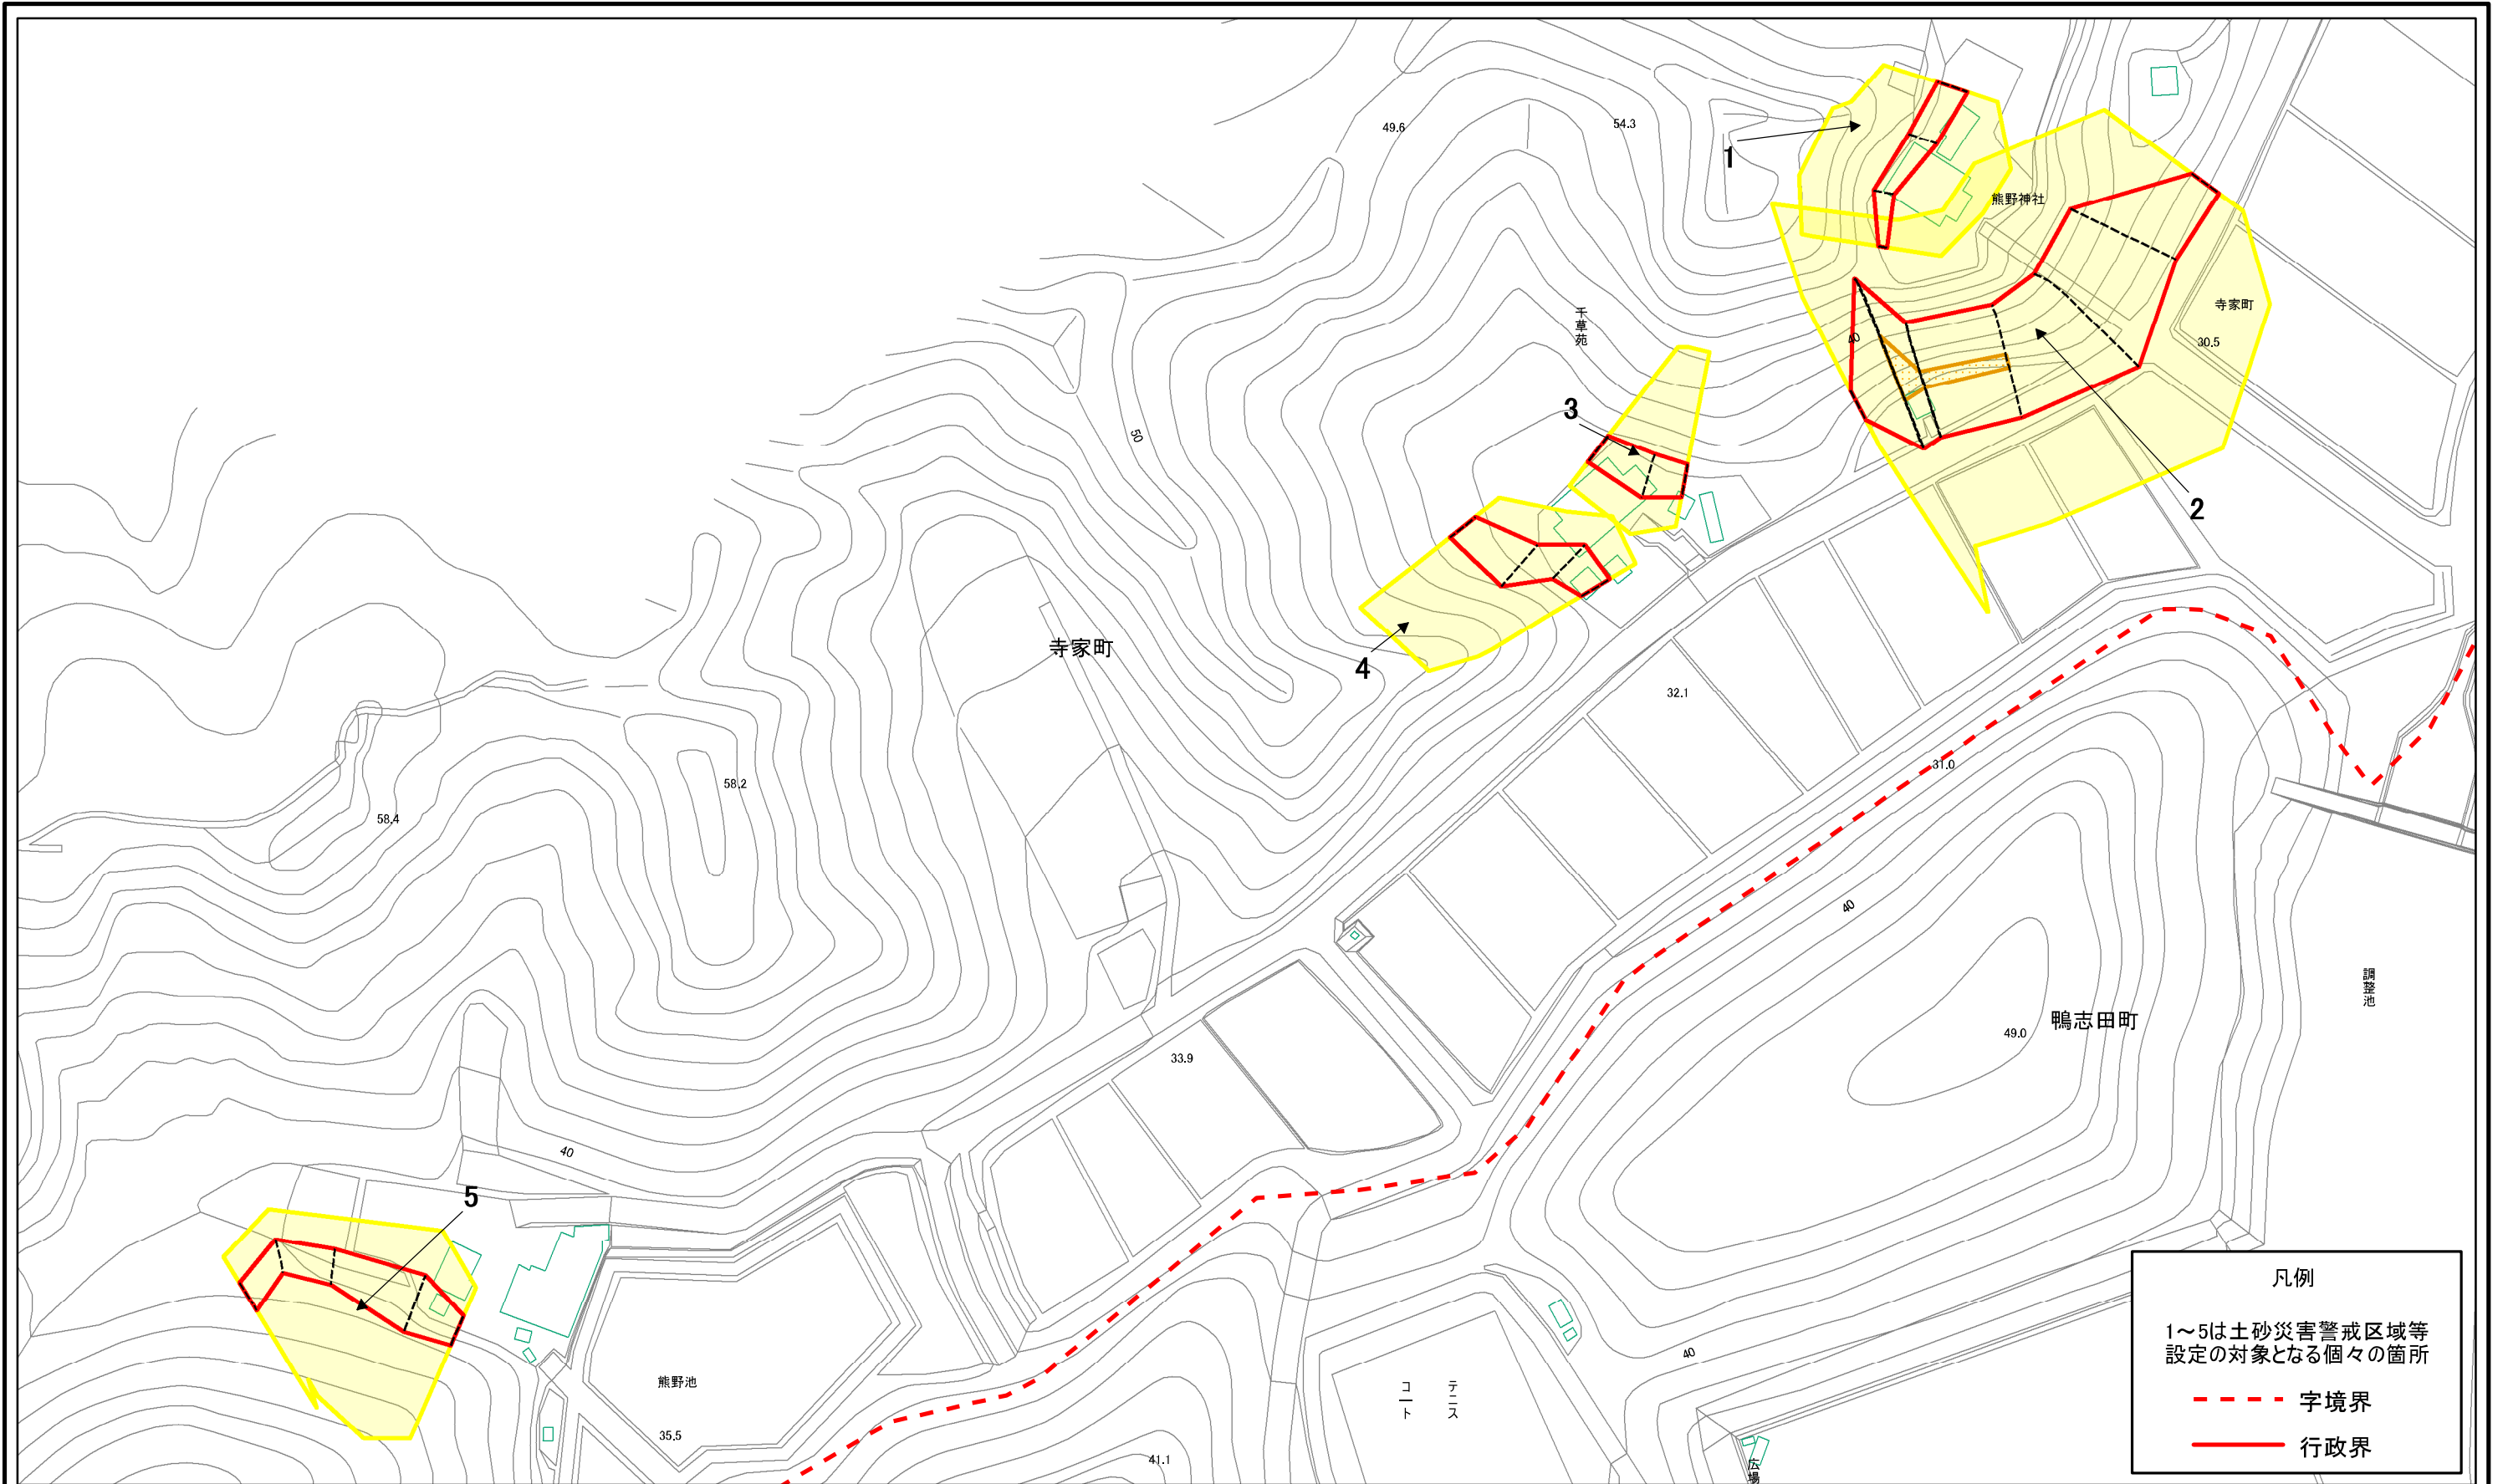 49.6
54.3
1
熊野神社
寺家町
30.5
千草苑
40
3
50
2
4
寺家町
32.1
58.2
31.0
58.4
40
調整池
49.0
鴨志田町
33.9
40
5
熊野池
35.5
コート
テニス
40
41.1
広場
凡例
1～5は土砂災害警戒区域等
設定の対象となる個々の箇所
字境界
行政界